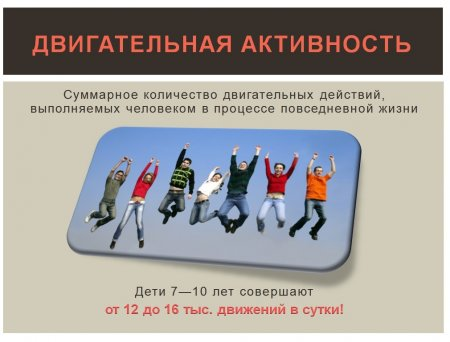 ДВИГАТЕЛЬНАЯ АКТИВНОСТЬ
Суммарное количество двигательных действий,
выполняемых человеком в процессе повседневной жизни
Дети 7—10 лет совершают
от 12 до 16 тыс. движений в сутки!